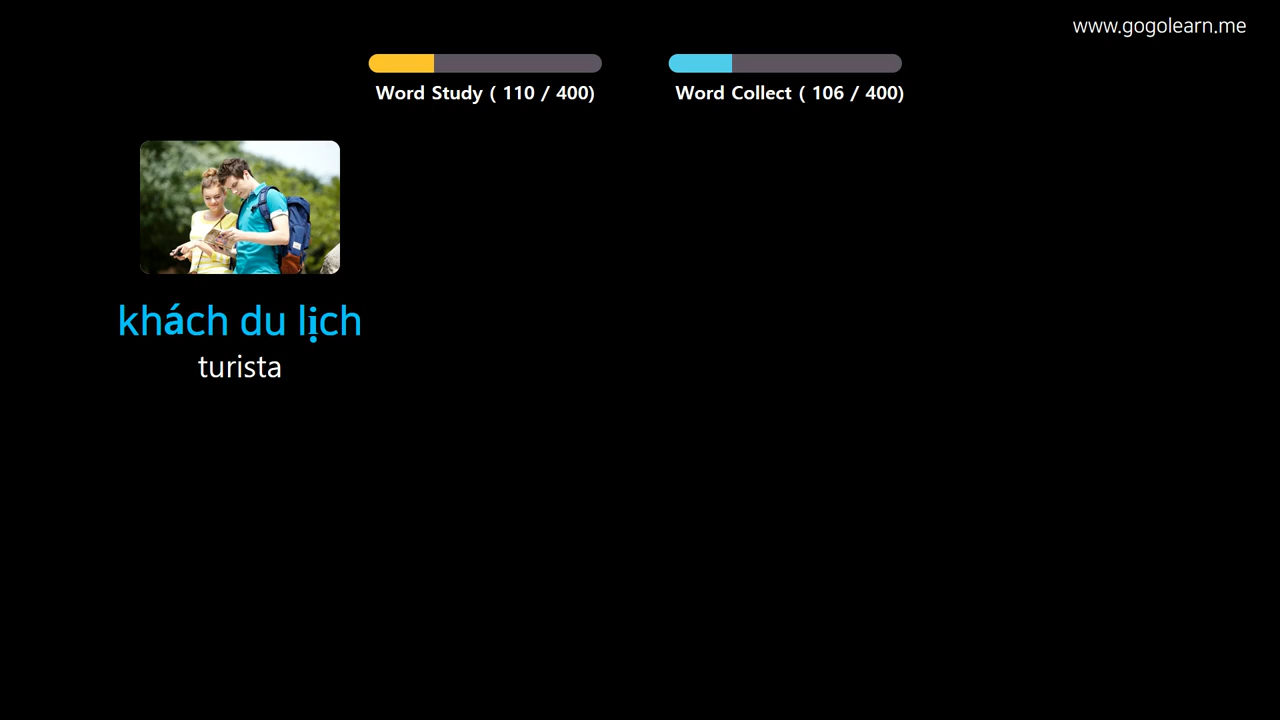 www.gogolearn.me
Word Study ( 110 / 400)
Word Collect ( 106 / 400)
khách du lịch
turista